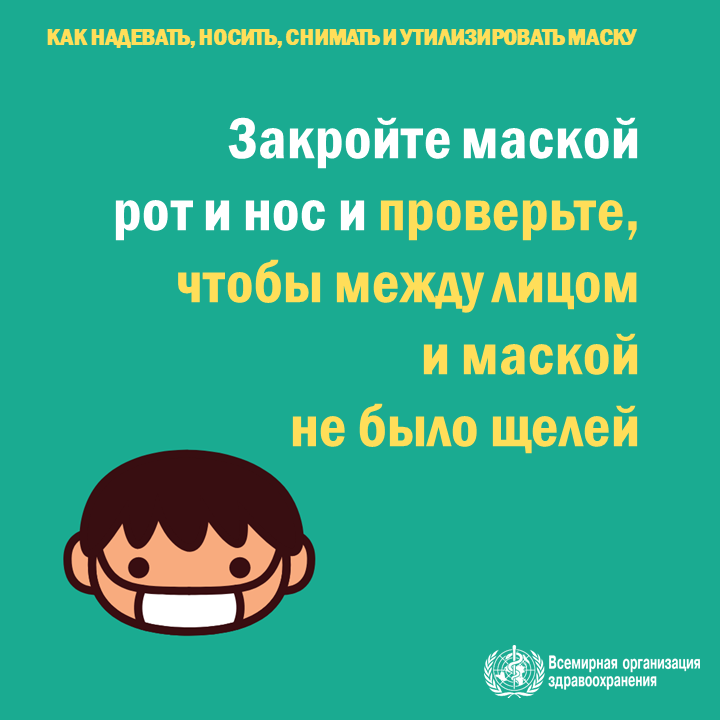 КАК НАДЕВАТЬ, НОСИТЬ, СНИМАТЬ И УТИЛИЗИРОВАТЬ МАСКУ
Закройте маской
рот и нос и проверьте,
чтобы между лицом
и маской
не было щелей
Всемирная организация
здравоохранения